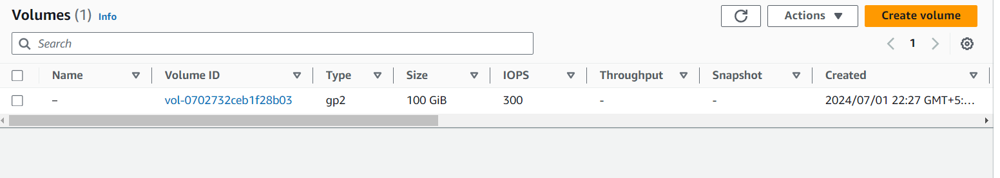 Volumes (1) Info
Actions
Create volume
Search
1
Name Volume ID Type Size IOPS Throughput Snapshot Created
– vol-0702732ceb1f28b03 gp2 100 GiB 300 - - 2024/07/01 22:27 GMT+5:...